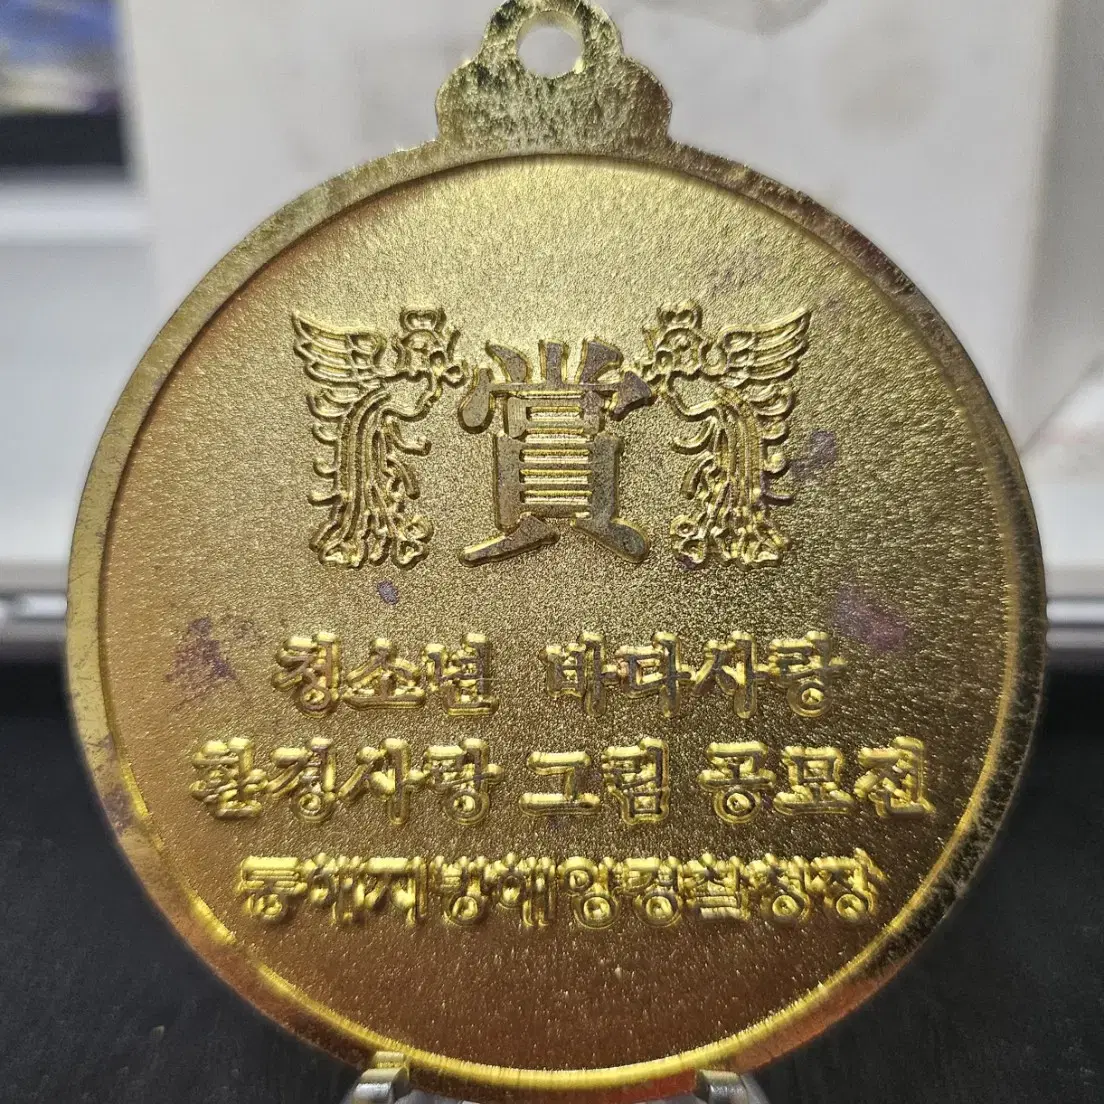 賞
청소년 바다사랑
환경사랑 그림 공모전
동해지방해양경찰청장